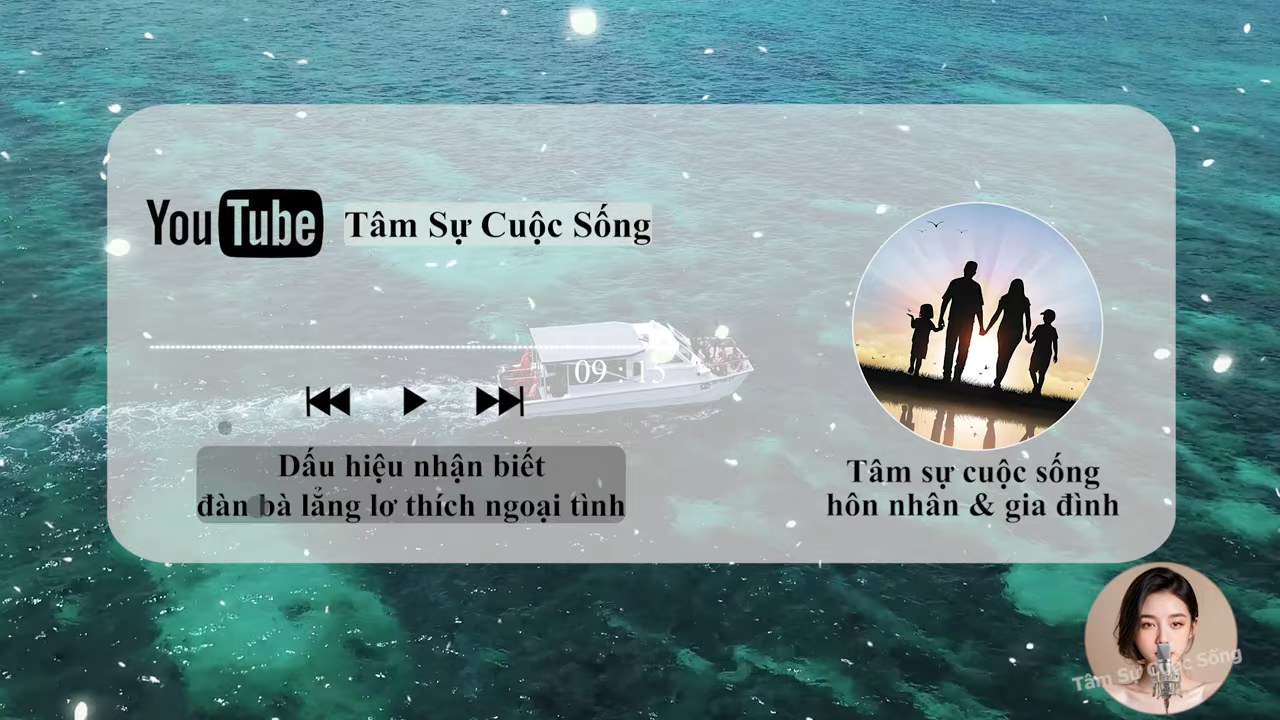 YouTube
Tâm Sự Cuộc Sống
09 : 15
Dấu hiệu nhận biết
đàn bà lẳng lơ thích ngoại tình
Tâm sự cuộc sống
hôn nhân & gia đình
Tâm Sự Cuộc Sống